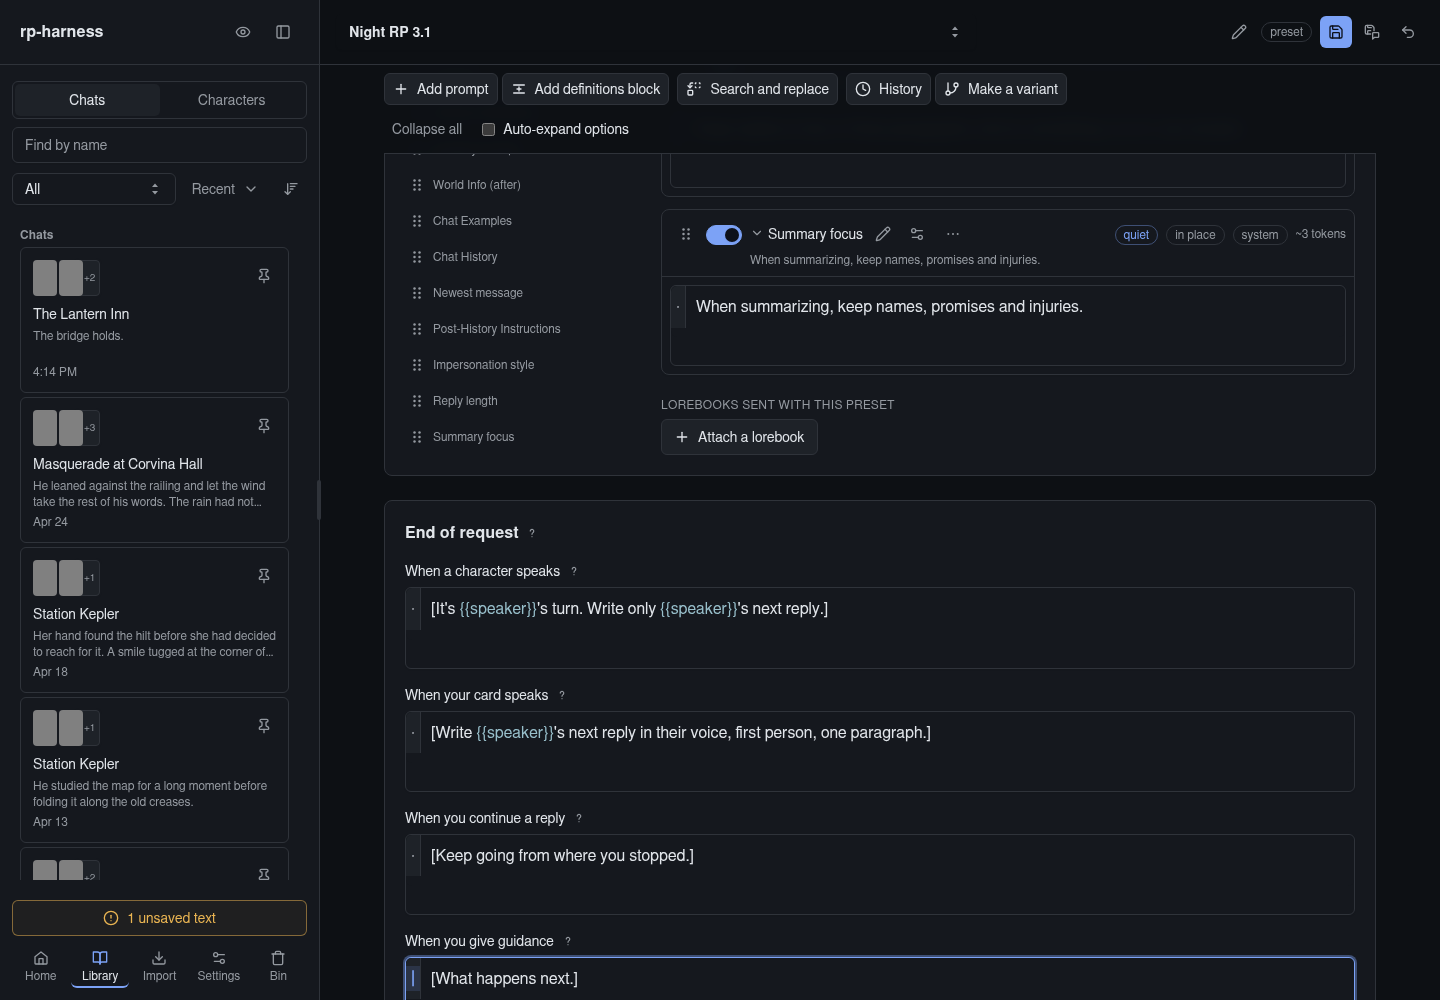 rp-harness
Night RP 3.1
preset
Chats
Characters
Find by name
All
Recent
Chats
+2
The Lantern Inn
The bridge holds.
4:14 PM
+3
Masquerade at Corvina Hall
He leaned against the railing and let the wind
take the rest of his words. The rain had not…
Apr 24
+1
Station Kepler
Her hand found the hilt before she had decided
to reach for it. A smile tugged at the corner of…
Apr 18
+1
Station Kepler
He studied the map for a long moment before
folding it along the old creases.
Apr 13
+2
1 unsaved text
Home
Library
Import
Settings
Bin
Add prompt
Add definitions block
Search and replace
History
Make a variant
Collapse all
Auto-expand options
World Info (after)
Chat Examples
Chat History
Newest message
Post-History Instructions
Impersonation style
Reply length
Summary focus
Summary focus
quiet
in place
system
~3 tokens
When summarizing, keep names, promises and injuries.
When summarizing, keep names, promises and injuries.
LOREBOOKS SENT WITH THIS PRESET
Attach a lorebook
End of request ?
When a character speaks ?
[It's {{speaker}}'s turn. Write only {{speaker}}'s next reply.]
When your card speaks ?
[Write {{speaker}}'s next reply in their voice, first person, one paragraph.]
When you continue a reply ?
[Keep going from where you stopped.]
When you give guidance ?
[What happens next.]